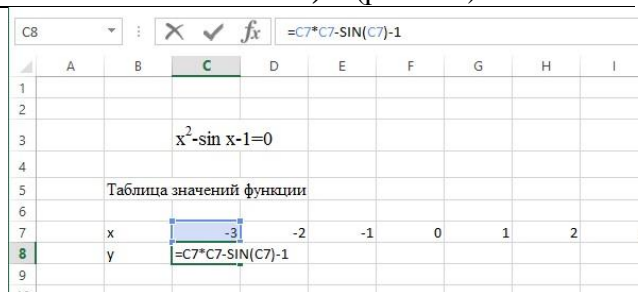 C8 fx =C7*C7-SIN(C7)-1
A B C D E F G H I
1
2
3 x²-sin x-1=0
4
5 Таблица значений функции
6
7 x -3 -2 -1 0 1 2
8 y =C7*C7-SIN(C7)-1
9